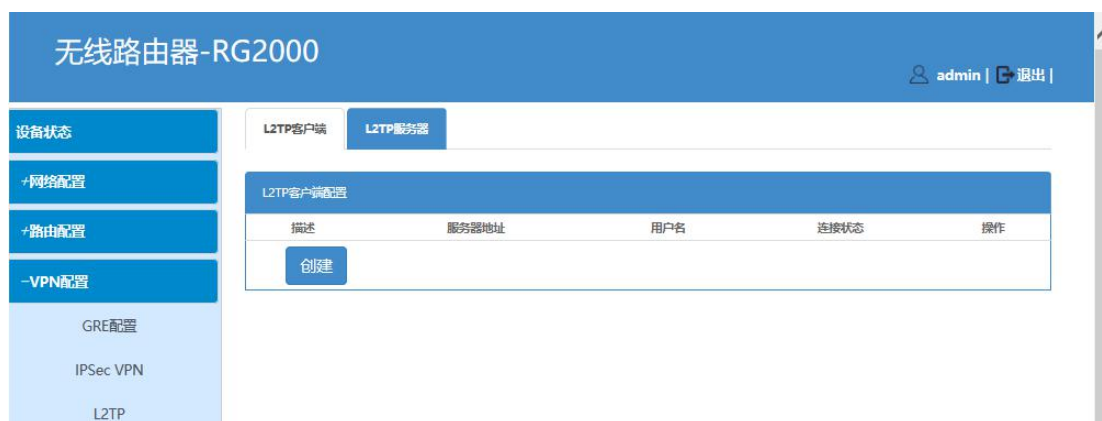 无线路由器-RG2000
admin | 退出 |
设备状态
+网络配置
+路由配置
-VPN配置
GRE配置
IPSec VPN
L2TP
L2TP客户端 L2TP服务器
L2TP客户端配置
描述 服务器地址 用户名 连接状态 操作
创建